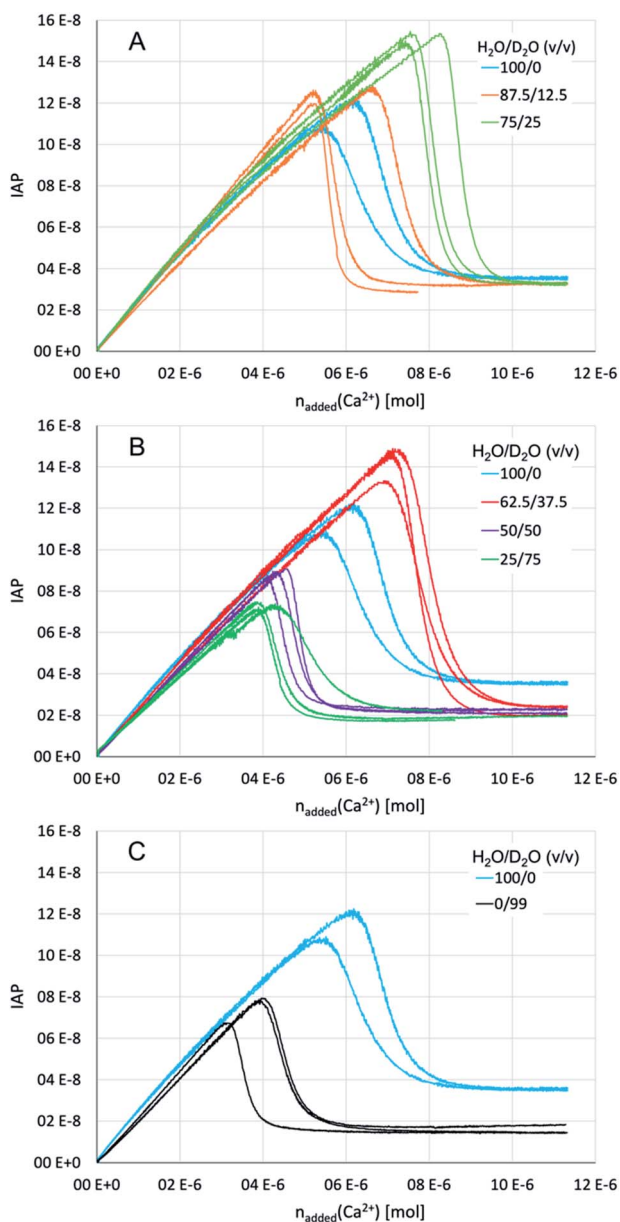 A
H₂O/D₂O (v/v)
100/0
87.5/12.5
75/25
16 E-8
14 E-8
12 E-8
10 E-8
08 E-8
06 E-8
04 E-8
02 E-8
00 E+0
IAP
00 E+0 02 E-6 04 E-6 06 E-6 08 E-6 10 E-6 12 E-6
n_added(Ca²⁺) [mol]
B
H₂O/D₂O (v/v)
100/0
62.5/37.5
50/50
25/75
16 E-8
14 E-8
12 E-8
10 E-8
08 E-8
06 E-8
04 E-8
02 E-8
00 E+0
IAP
00 E+0 02 E-6 04 E-6 06 E-6 08 E-6 10 E-6 12 E-6
n_added(Ca²⁺) [mol]
C
H₂O/D₂O (v/v)
100/0
0/99
16 E-8
14 E-8
12 E-8
10 E-8
08 E-8
06 E-8
04 E-8
02 E-8
00 E+0
IAP
00 E+0 02 E-6 04 E-6 06 E-6 08 E-6 10 E-6 12 E-6
n_added(Ca²⁺) [mol]